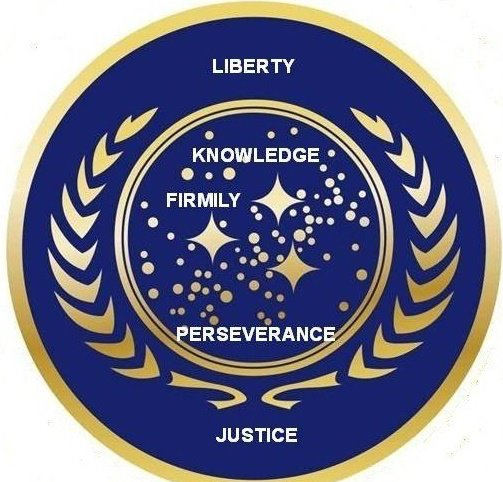 LIBERTY
KNOWLEDGE
FIRMILY
PERSEVERANCE
JUSTICE